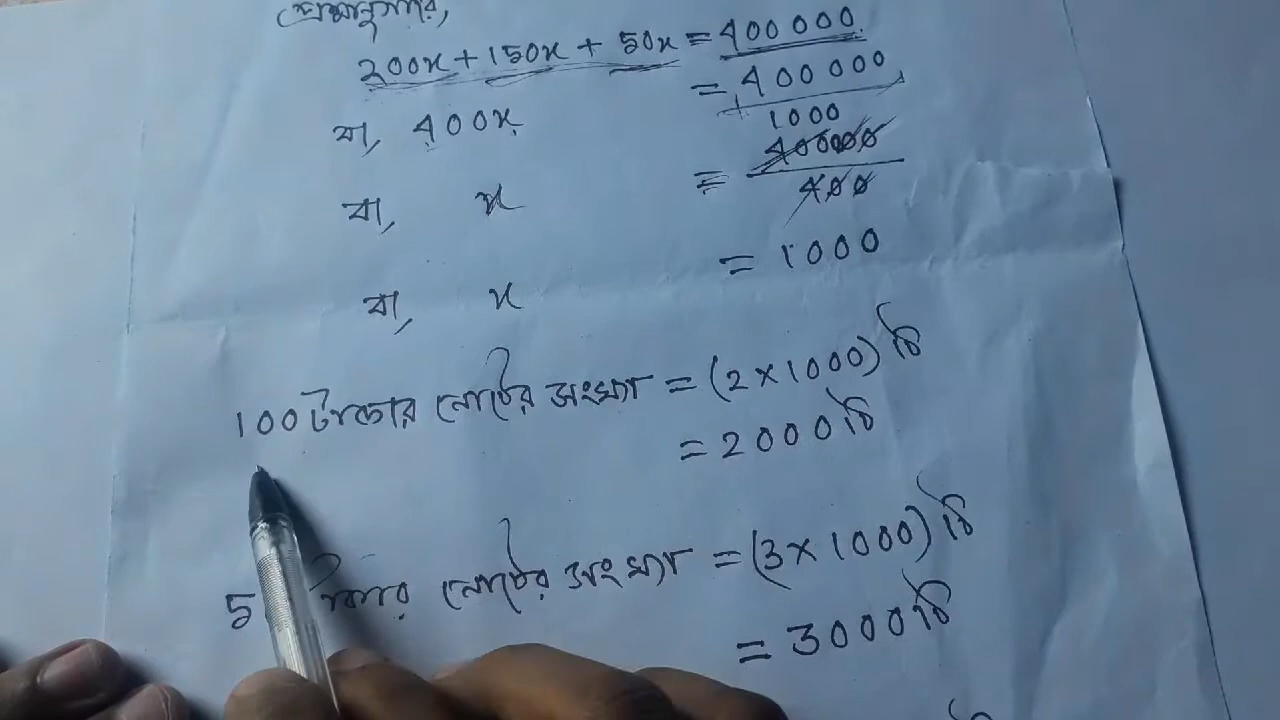 প্রশ্নানুসারে,
200x + 150x + 50x = 400000
বা, 400x = 400000
1000
বা, x = 400000/400
বা, x = 1000
100 টাকার নোটের সংখ্যা = (2 × 1000) টি
= 2000 টি
5 টাকার নোটের সংখ্যা = (3 × 1000) টি
= 3000 টি